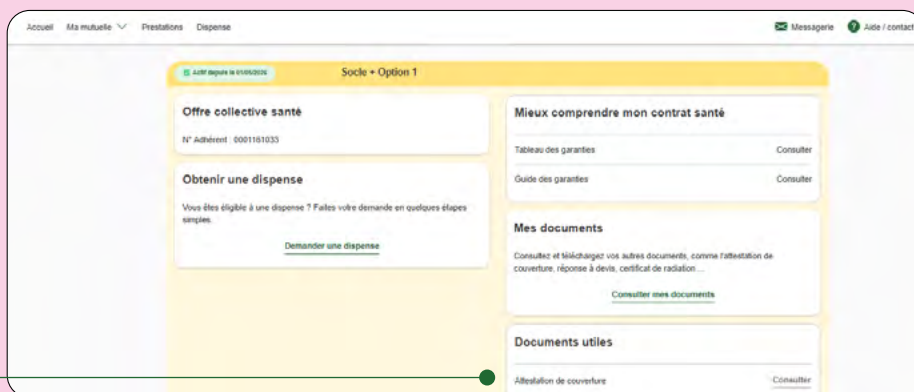 Accueil Ma mutuelle Prestations Dispense Messagerie Aide / contact
Actif depuis le 01/05/2026 Socle + Option 1
Offre collective santé
N° Adhérent : 0001161035
Obtenir une dispense
Vous êtes éligible à une dispense ? Faites votre demande en quelques étapes
simples.
Demander une dispense
Mieux comprendre mon contrat santé
Tableau des garanties Consulter
Guide des garanties Consulter
Mes documents
Consultez et téléchargez vos autres documents, comme l'attestation de
couverture, réponse à devis, certificat de radiation ...
Consulter mes documents
Documents utiles
Attestation de couverture Consulter